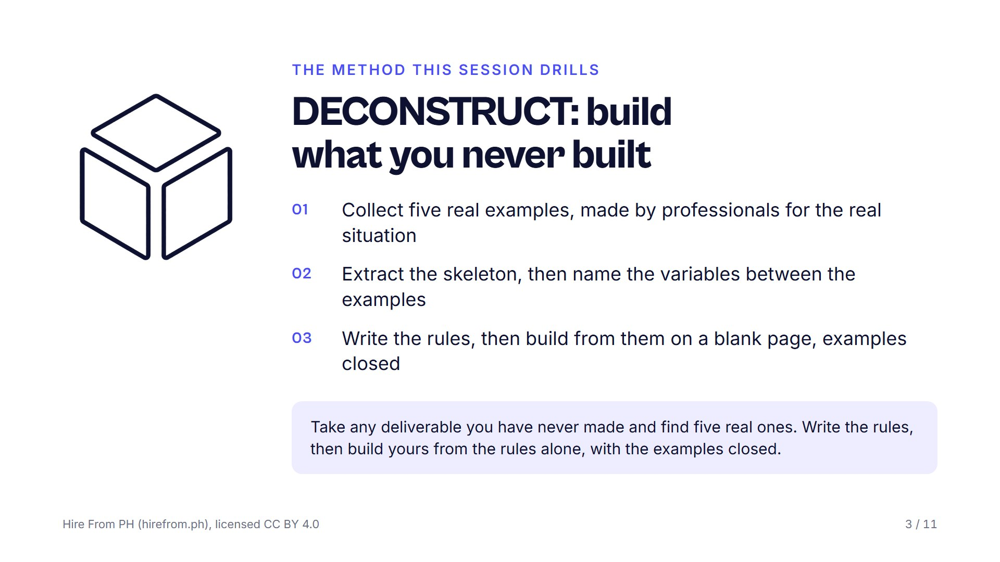 THE METHOD THIS SESSION DRILLS
DECONSTRUCT: build
what you never built
01 Collect five real examples, made by professionals for the real
situation
02 Extract the skeleton, then name the variables between the
examples
03 Write the rules, then build from them on a blank page, examples
closed
Take any deliverable you have never made and find five real ones. Write the rules,
then build yours from the rules alone, with the examples closed.
Hire From PH (hirefrom.ph), licensed CC BY 4.0
3 / 11